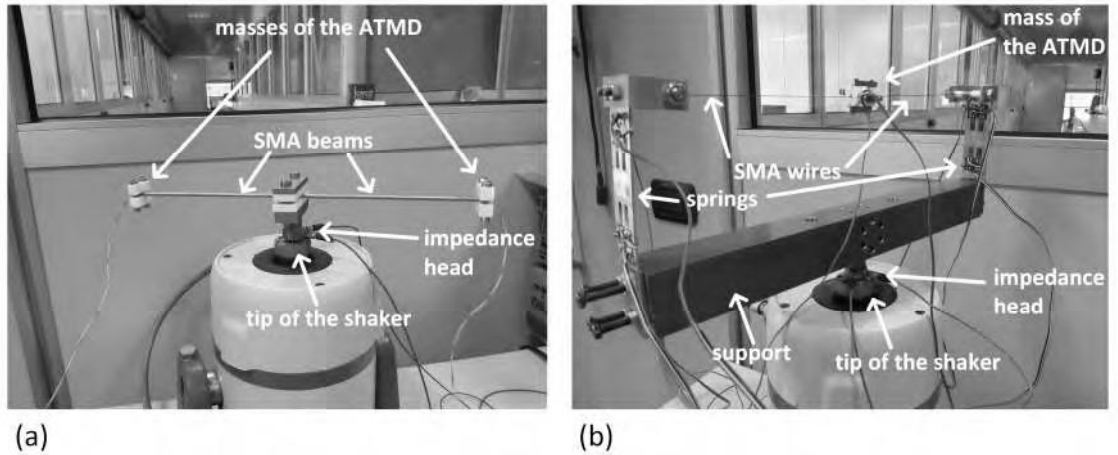 masses of the ATMD
SMA beams
impedance
head
tip of the shaker
(a)
mass of
the ATMD
SMA wires
springs
impedance
head
support
tip of the shaker
(b)